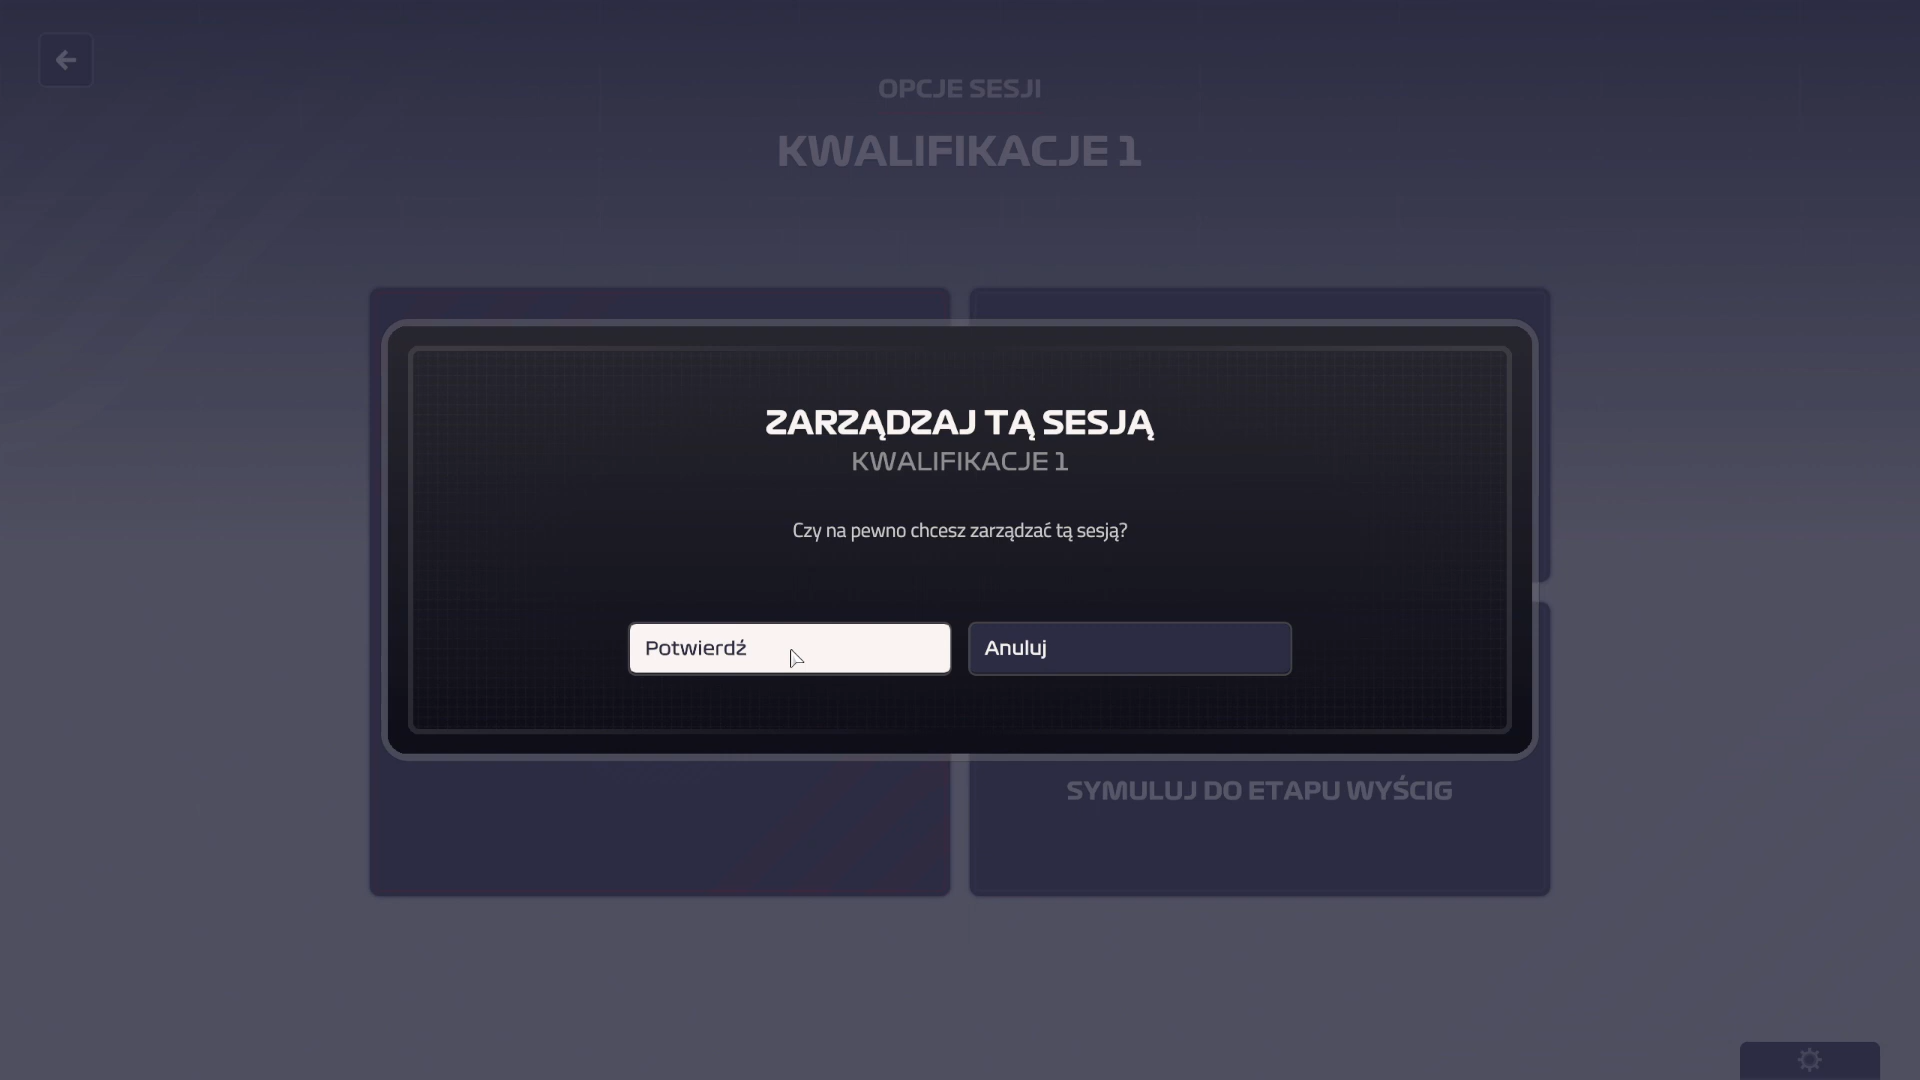 OPCJE SESJI
KWALIFIKACJE 1
ZARZĄDZAJ TĄ SESJĄ
KWALIFIKACJE 1
Czy na pewno chcesz zarządzać tą sesją?
Potwierdź
Anuluj
SYMULUJ DO ETAPU WYŚCIG